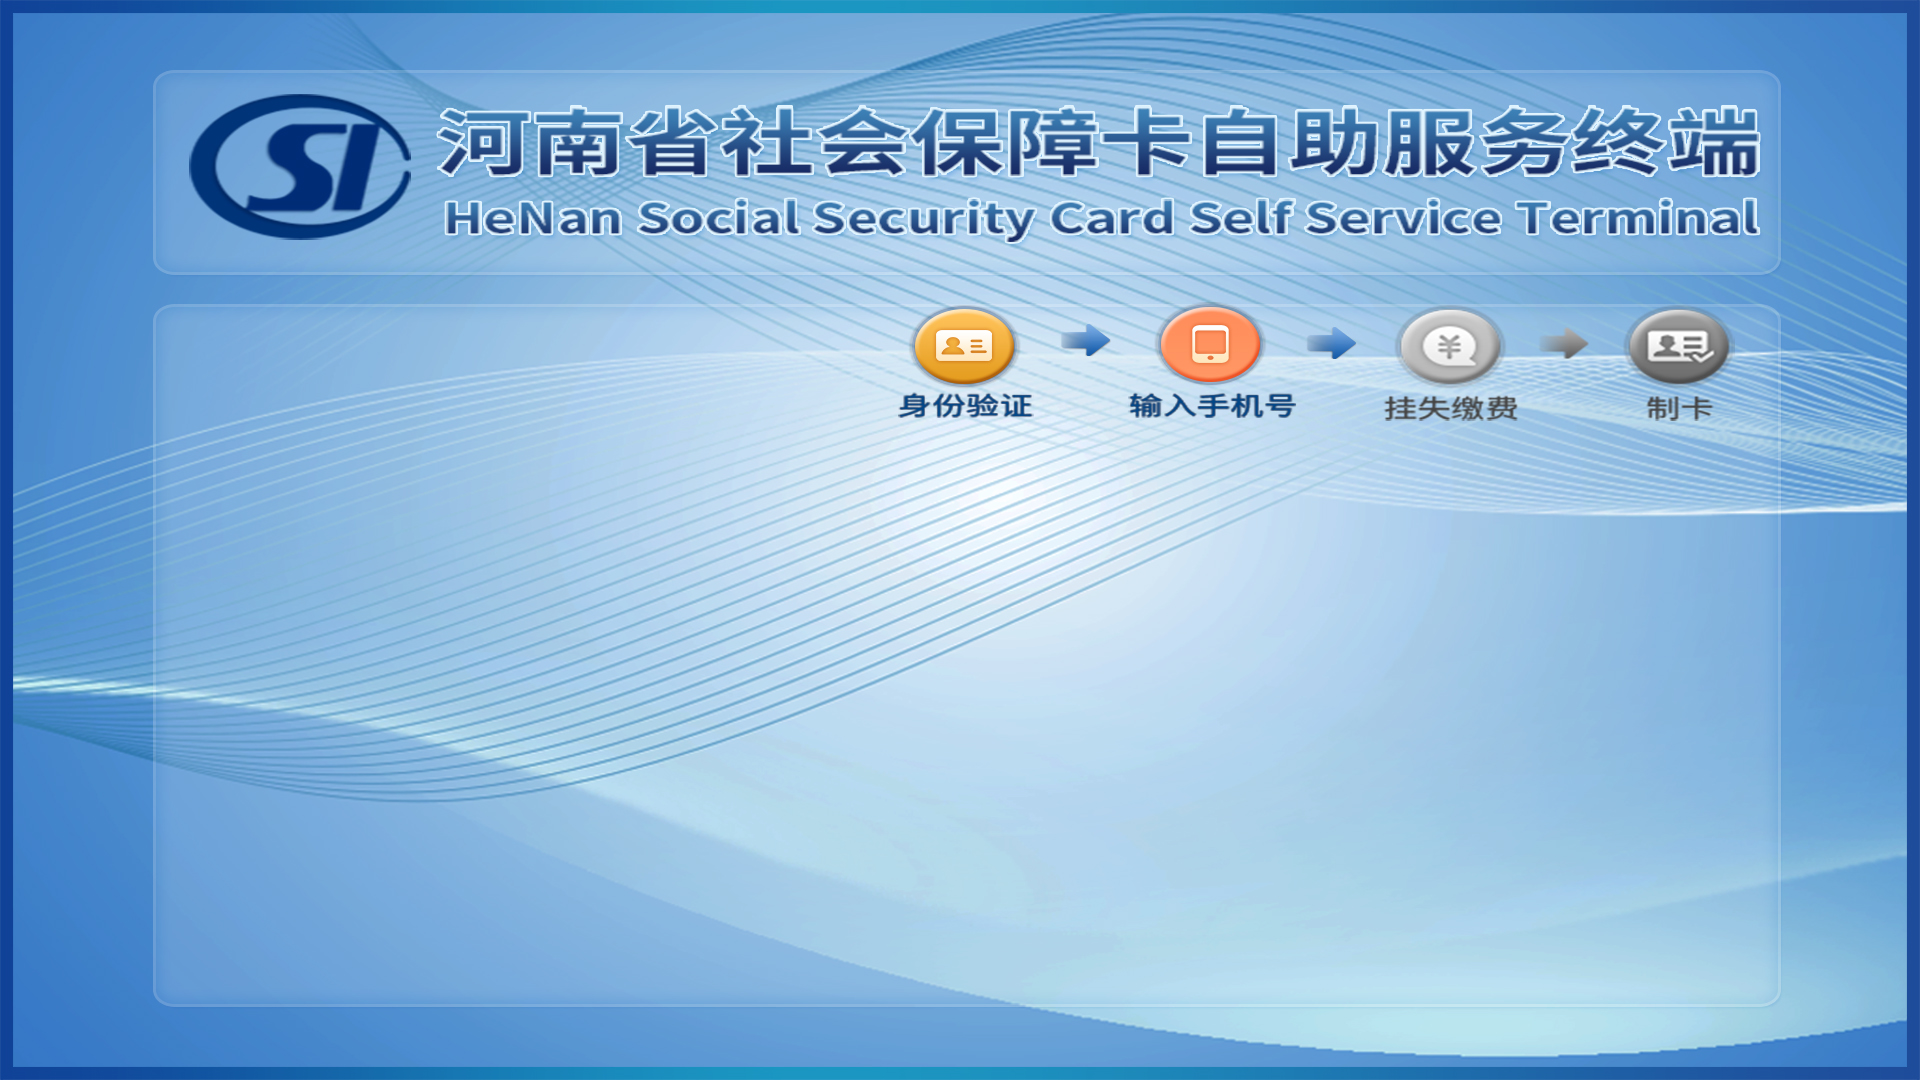 SI
河南省社会保障卡自助服务终端
HeNan Social Security Card Self Service Terminal
身份验证
输入手机号
挂失缴费
制卡